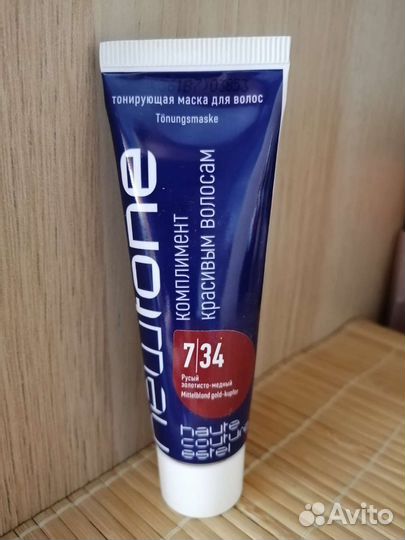 тонирующая маска для волос
Tönungsmaske
newtone
комплимент
красивым волосам
7|34
Русый
золотисто-медный
Mittelblond gold-kupfer
haute
couture
estel
Avito